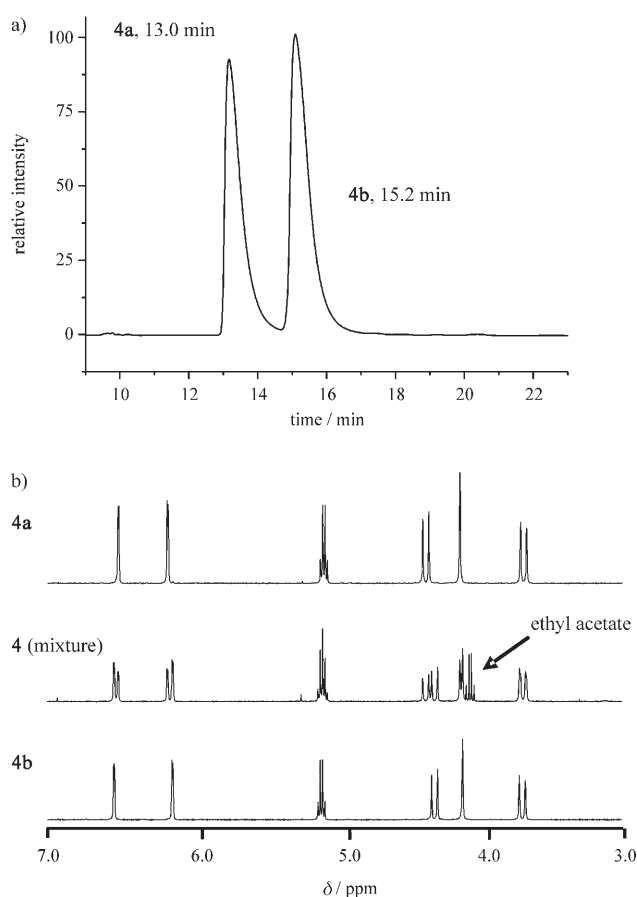 a)
4a, 13.0 min
100
75
50
25
0
relative intensity
4b, 15.2 min
10 12 14 16 18 20 22
time / min
b)
4a
ethyl acetate
4 (mixture)
4b
7.0 6.0 5.0 4.0 3.0
δ / ppm